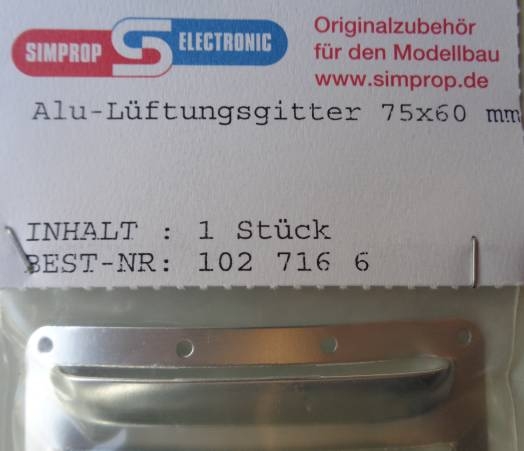 SIMPROP S ELECTRONIC
Originalzubehör
für den Modellbau
www.simprop.de
Alu-Lüftungsgitter 75x60 mm
INHALT : 1 Stück
BEST-NR: 102 716 6